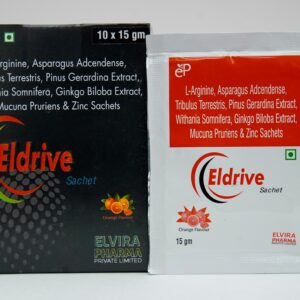 10 x 15 gm
Arginine, Asparagus Adcendense,
Tribulus Terrestris, Pinus Gerardina Extract,
Withania Somnifera, Ginkgo Biloba Extract,
Mucuna Pruriens & Zinc Sachets
Eldrive
Sachet
Orange Flavour
ELVIRA
PHARMA
PRIVATE LIMITED
eP
L-Arginine, Asparagus Adcendense,
Tribulus Terrestris, Pinus Gerardina Extract,
Withania Somnifera, Ginkgo Biloba Extract,
Mucuna Pruriens & Zinc Sachets
Eldrive
Sachet
Orange Flavour
15 gm
ELVIRA
PHARMA